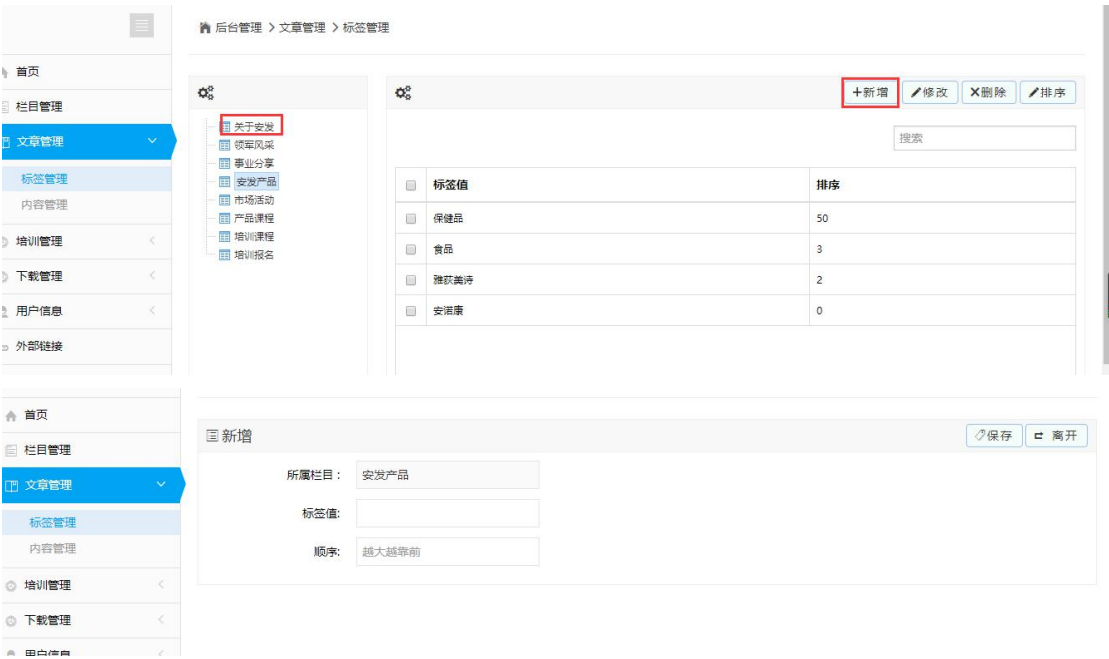 后台管理 > 文章管理 > 标签管理
首页
栏目管理
文章管理
标签管理
内容管理
培训管理
下载管理
用户信息
外部链接
关于安发
领军风采
事业分享
安发产品
市场活动
产品课程
培训课程
培训报名
+新增 修改 ×删除 排序
搜索
标签值 排序
保健品 50
食品 3
雅荻美诗 2
安诺康 0
首页
栏目管理
文章管理
标签管理
内容管理
培训管理
下载管理
用户信息
新增 保存 离开
所属栏目： 安发产品
标签值:
顺序: 越大越靠前